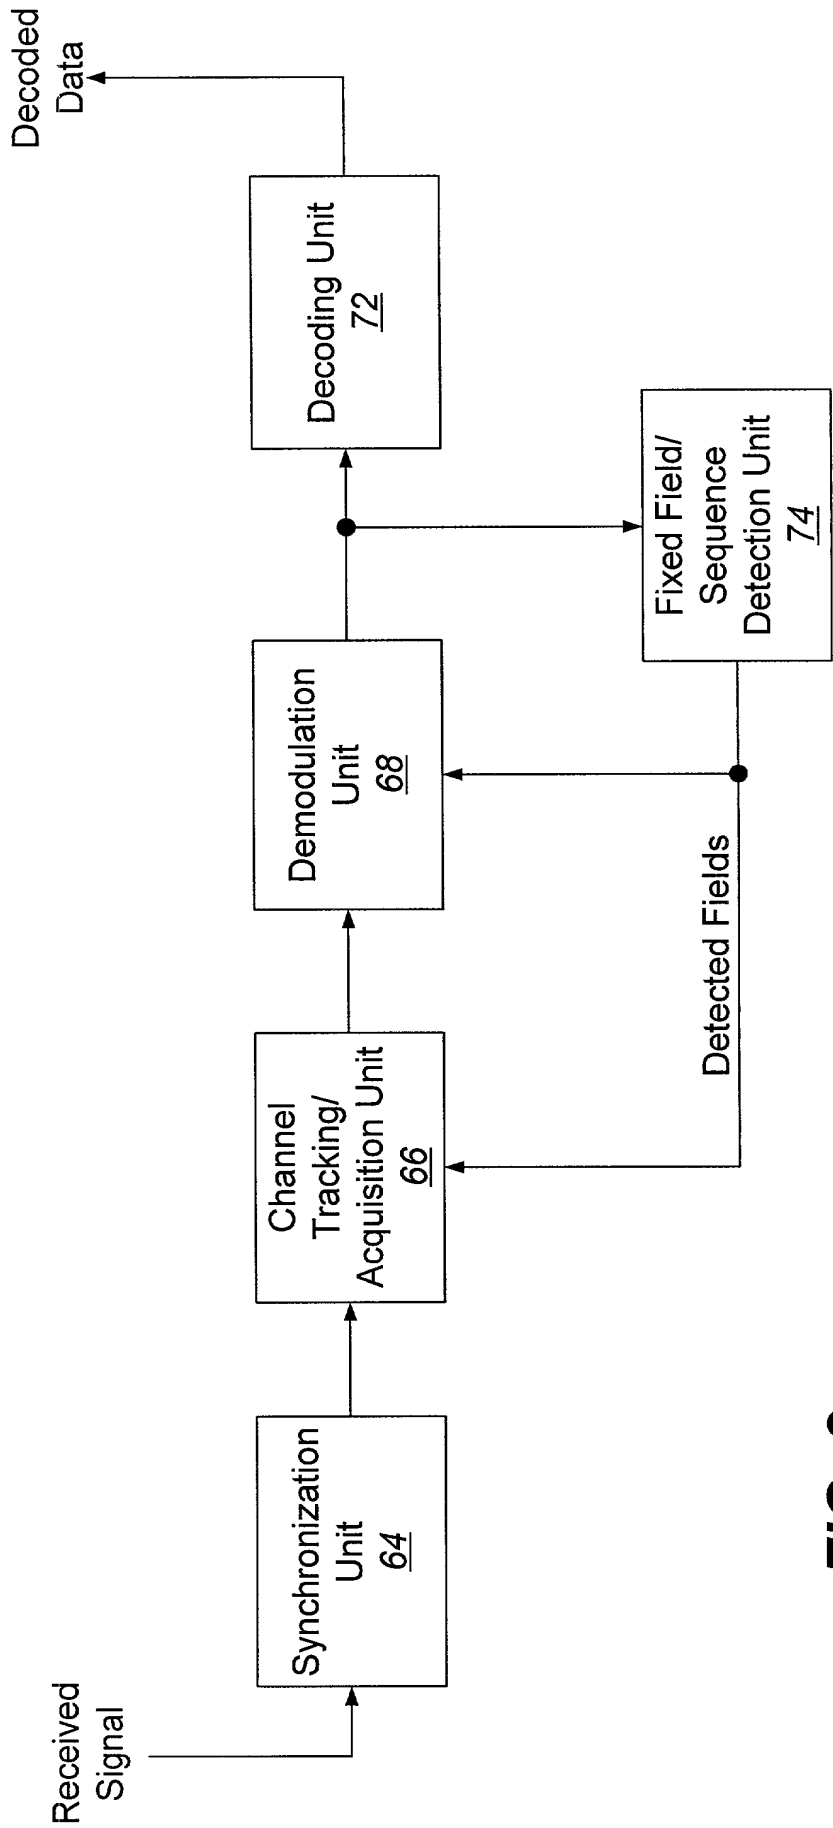 Received
Signal
Synchronization
Unit
64
Channel
Tracking/
Acquisition Unit
66
Demodulation
Unit
68
Decoding Unit
72
Decoded
Data
Detected Fields
Fixed Field/
Sequence
Detection Unit
74